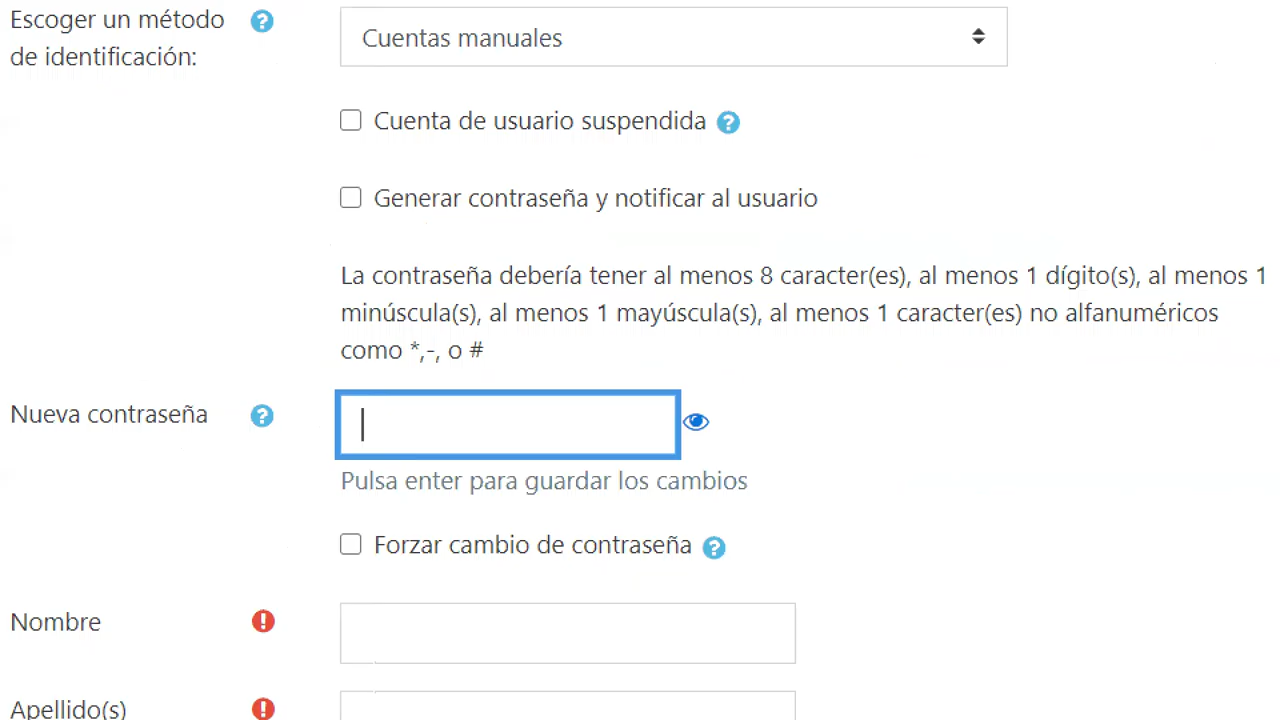 Escoger un método
de identificación:
Cuentas manuales
Cuenta de usuario suspendida
Generar contraseña y notificar al usuario
La contraseña debería tener al menos 8 caracter(es), al menos 1 dígito(s), al menos 1
minúscula(s), al menos 1 mayúscula(s), al menos 1 caracter(es) no alfanuméricos
como *,-, o #
Nueva contraseña
Pulsa enter para guardar los cambios
Forzar cambio de contraseña
Nombre
Apellido(s)